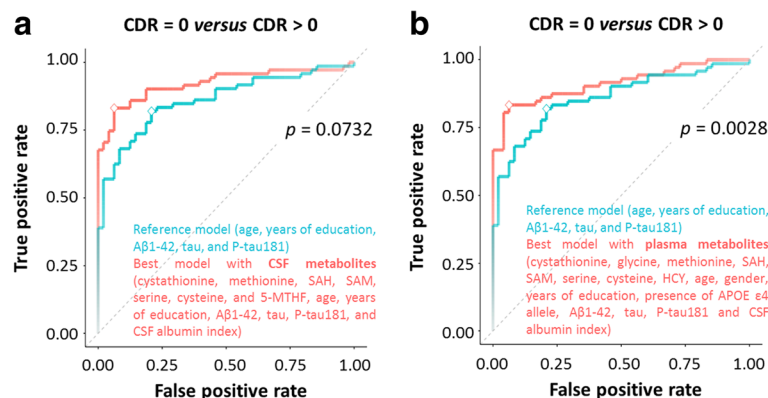 a
CDR = 0 versus CDR > 0
True positive rate
1.00
0.75
0.50
0.25
0.00
p = 0.0732
Reference model (age, years of education,
Aβ1-42, tau, and P-tau181)
Best model with CSF metabolites
(cystathionine, methionine, SAH, SAM,
serine, cysteine, and 5-MTHF, age, years
of education, Aβ1-42, tau, P-tau181, and
CSF albumin index)
0.00 0.25 0.50 0.75 1.00
False positive rate
b
CDR = 0 versus CDR > 0
True positive rate
1.00
0.75
0.50
0.25
0.00
p = 0.0028
Reference model (age, years of education,
Aβ1-42, tau, and P-tau181)
Best model with plasma metabolites
(cystathionine, glycine, methionine, SAH,
SAM, serine, cysteine, HCY, age, gender,
years of education, presence of APOE ε4
allele, Aβ1-42, tau, P-tau181 and CSF
albumin index)
0.00 0.25 0.50 0.75 1.00
False positive rate